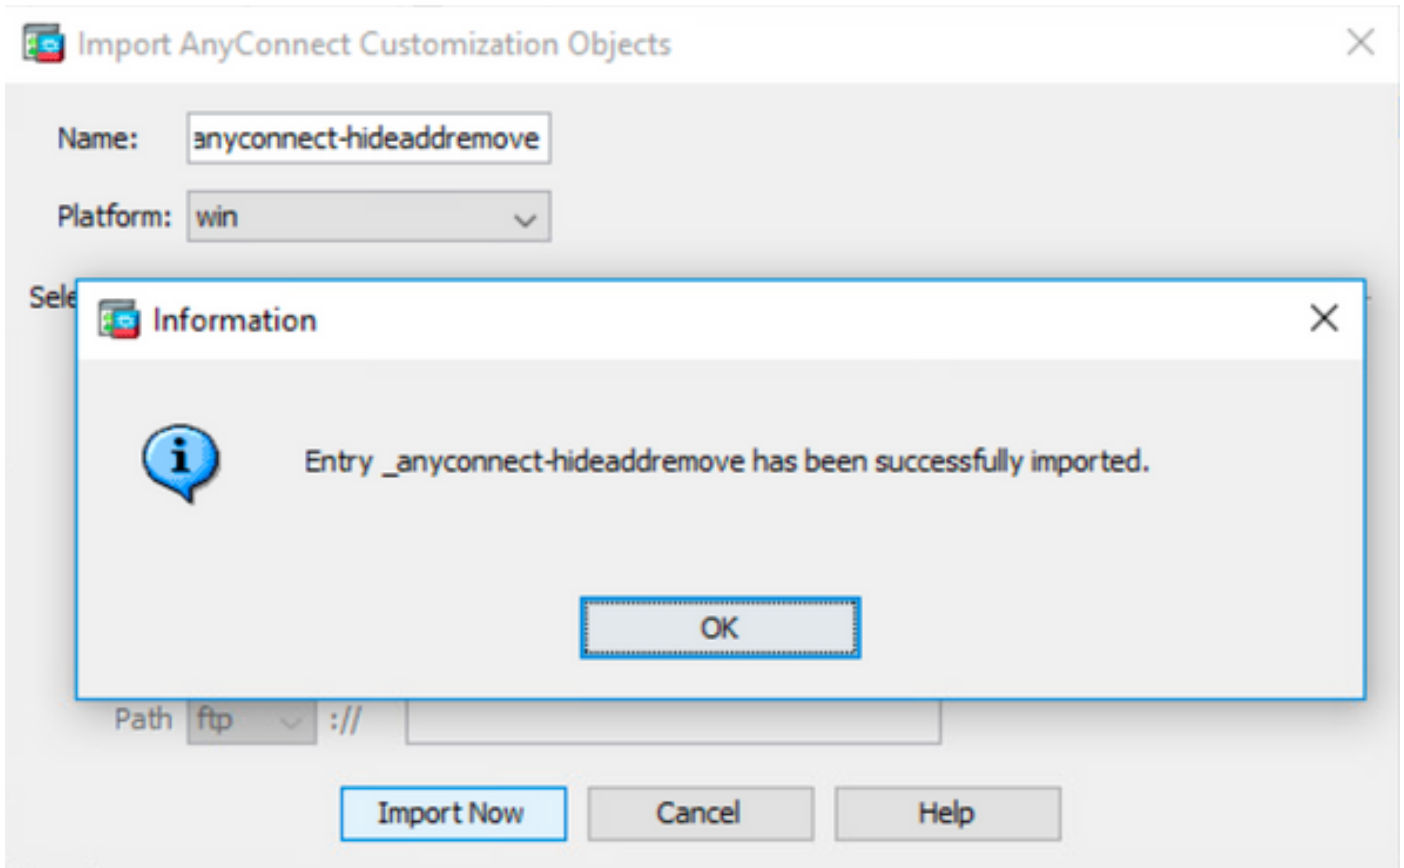 Import AnyConnect Customization Objects
Name: anyconnect-hideaddremove
Platform: win
Sele
Information
Entry _anyconnect-hideaddremove has been successfully imported.
OK
Path ftp ://
Import Now Cancel Help